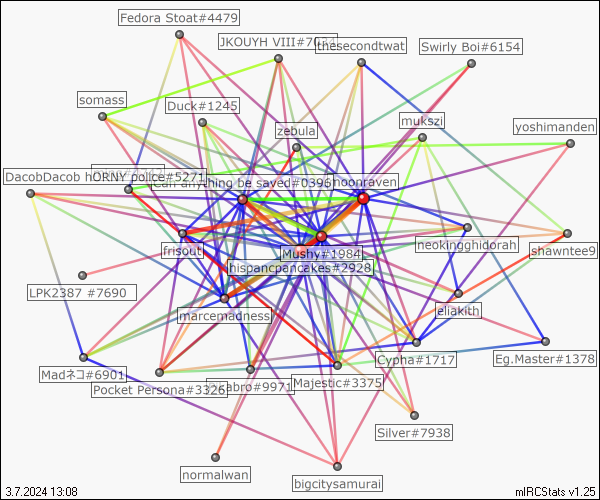 Fedora Stoat#4479
JKOUYH VIII#7
thesecondtwat
Swirly Boi#6154
somass
Duck#1245
zebula
mukszi
yoshimanden
DacobDacob hORNY police#5271
can anything be saved#0396
noonraven
frisout
Mushy#1984
neokingghidorah
shawntee9
hispancpancakes#2928
LPK2387 #7690
marcemadness
eliakith
Madネコ#6901
Pocket Persona#3326
abro#9971
Majestic#3375
Cypha#1717
Eg.Master#1378
Silver#7938
normalwan
bigcitysamurai
3.7.2024 13:08
mIRCStats v1.25